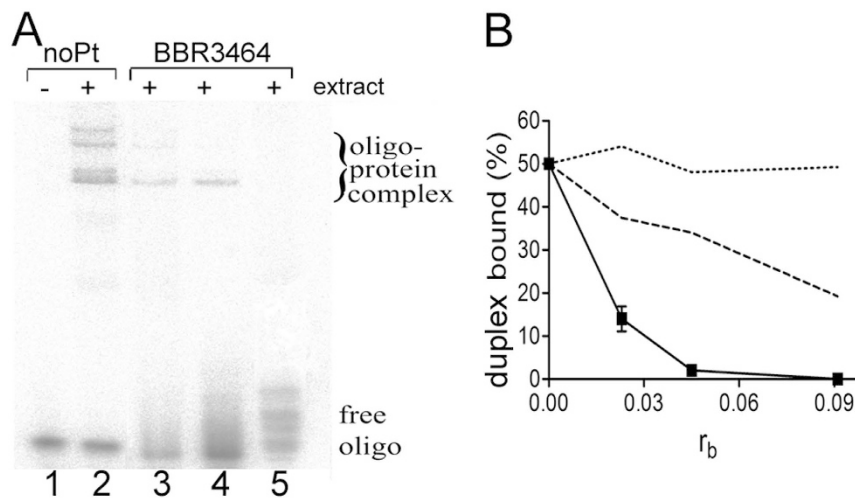 A
noPt BBR3464
- + + + + extract
oligo-
protein
complex
free
oligo
1 2 3 4 5
B
duplex bound (%)
60
50
40
30
20
10
0
0.00 0.03 0.06 0.09
rb